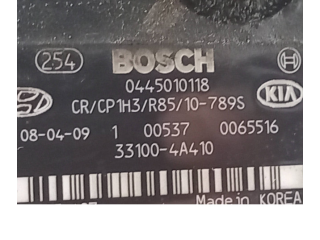 254 BOSCH
0445010118
CR/CP1H3/R85/10-789S
KIA
08-04-09 1 00537 0065516
33100-4A410
Made in KOREA